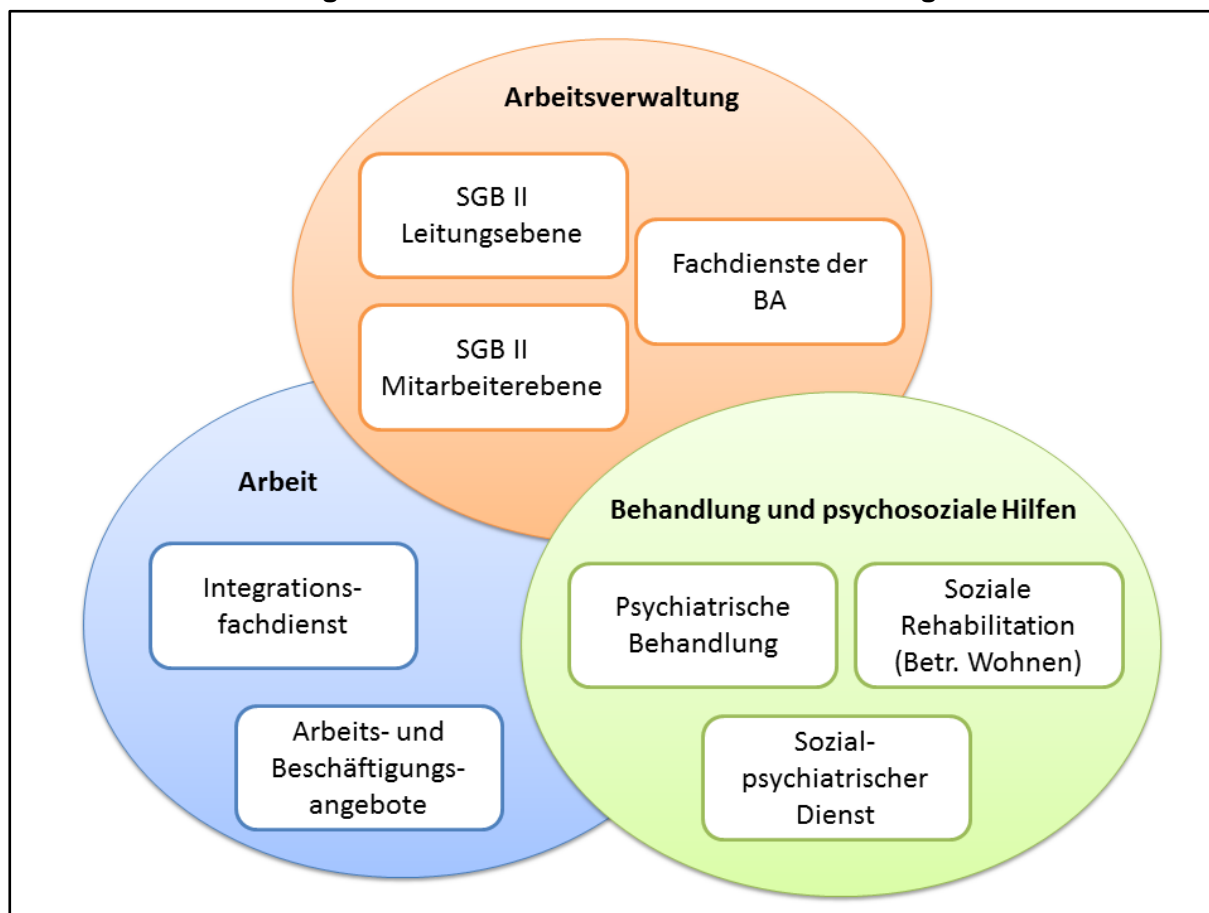 Arbeitsverwaltung
SGB II
Leitungsebene
Fachdienste der
BA
SGB II
Mitarbeiterebene
Arbeit
Integrations-
fachdienst
Arbeits- und
Beschäftigungs-
angebote
Behandlung und psychosoziale Hilfen
Psychiatrische
Behandlung
Soziale
Rehabilitation
(Betr. Wohnen)
Sozial-
psychiatrischer
Dienst